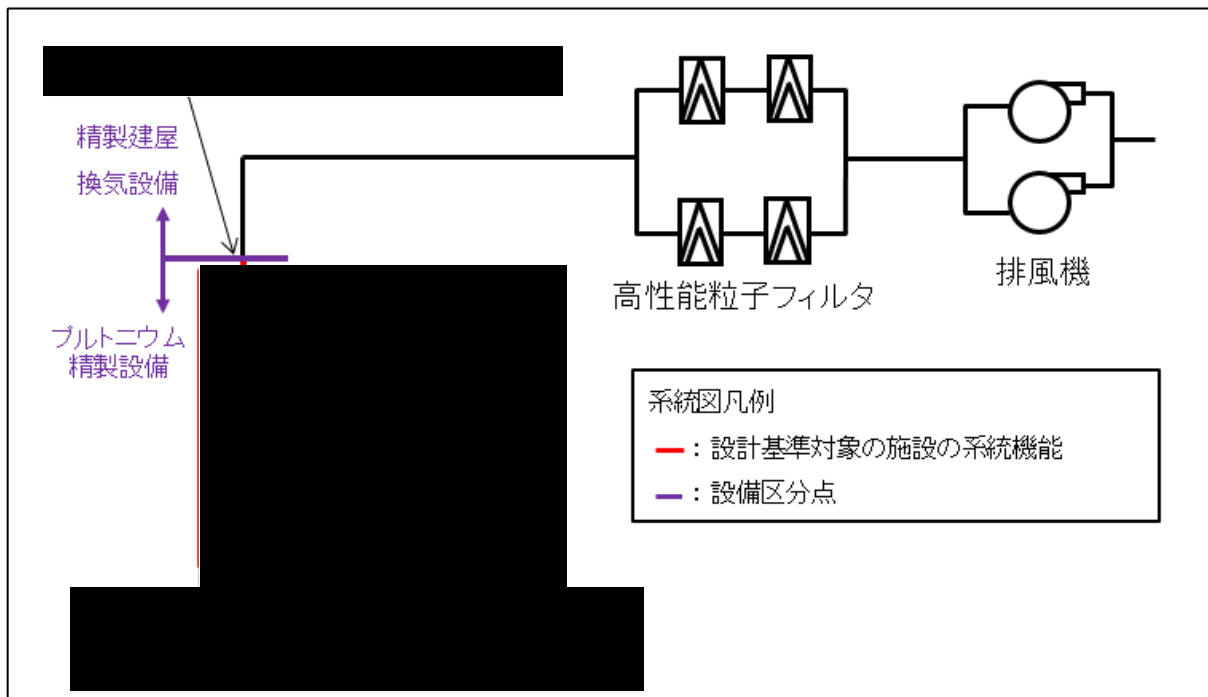 精製建屋
換気設備
プルトニウム
精製設備
高性能粒子フィルタ
排風機
系統図凡例
：設計基準対象の施設の系統機能
：設備区分点